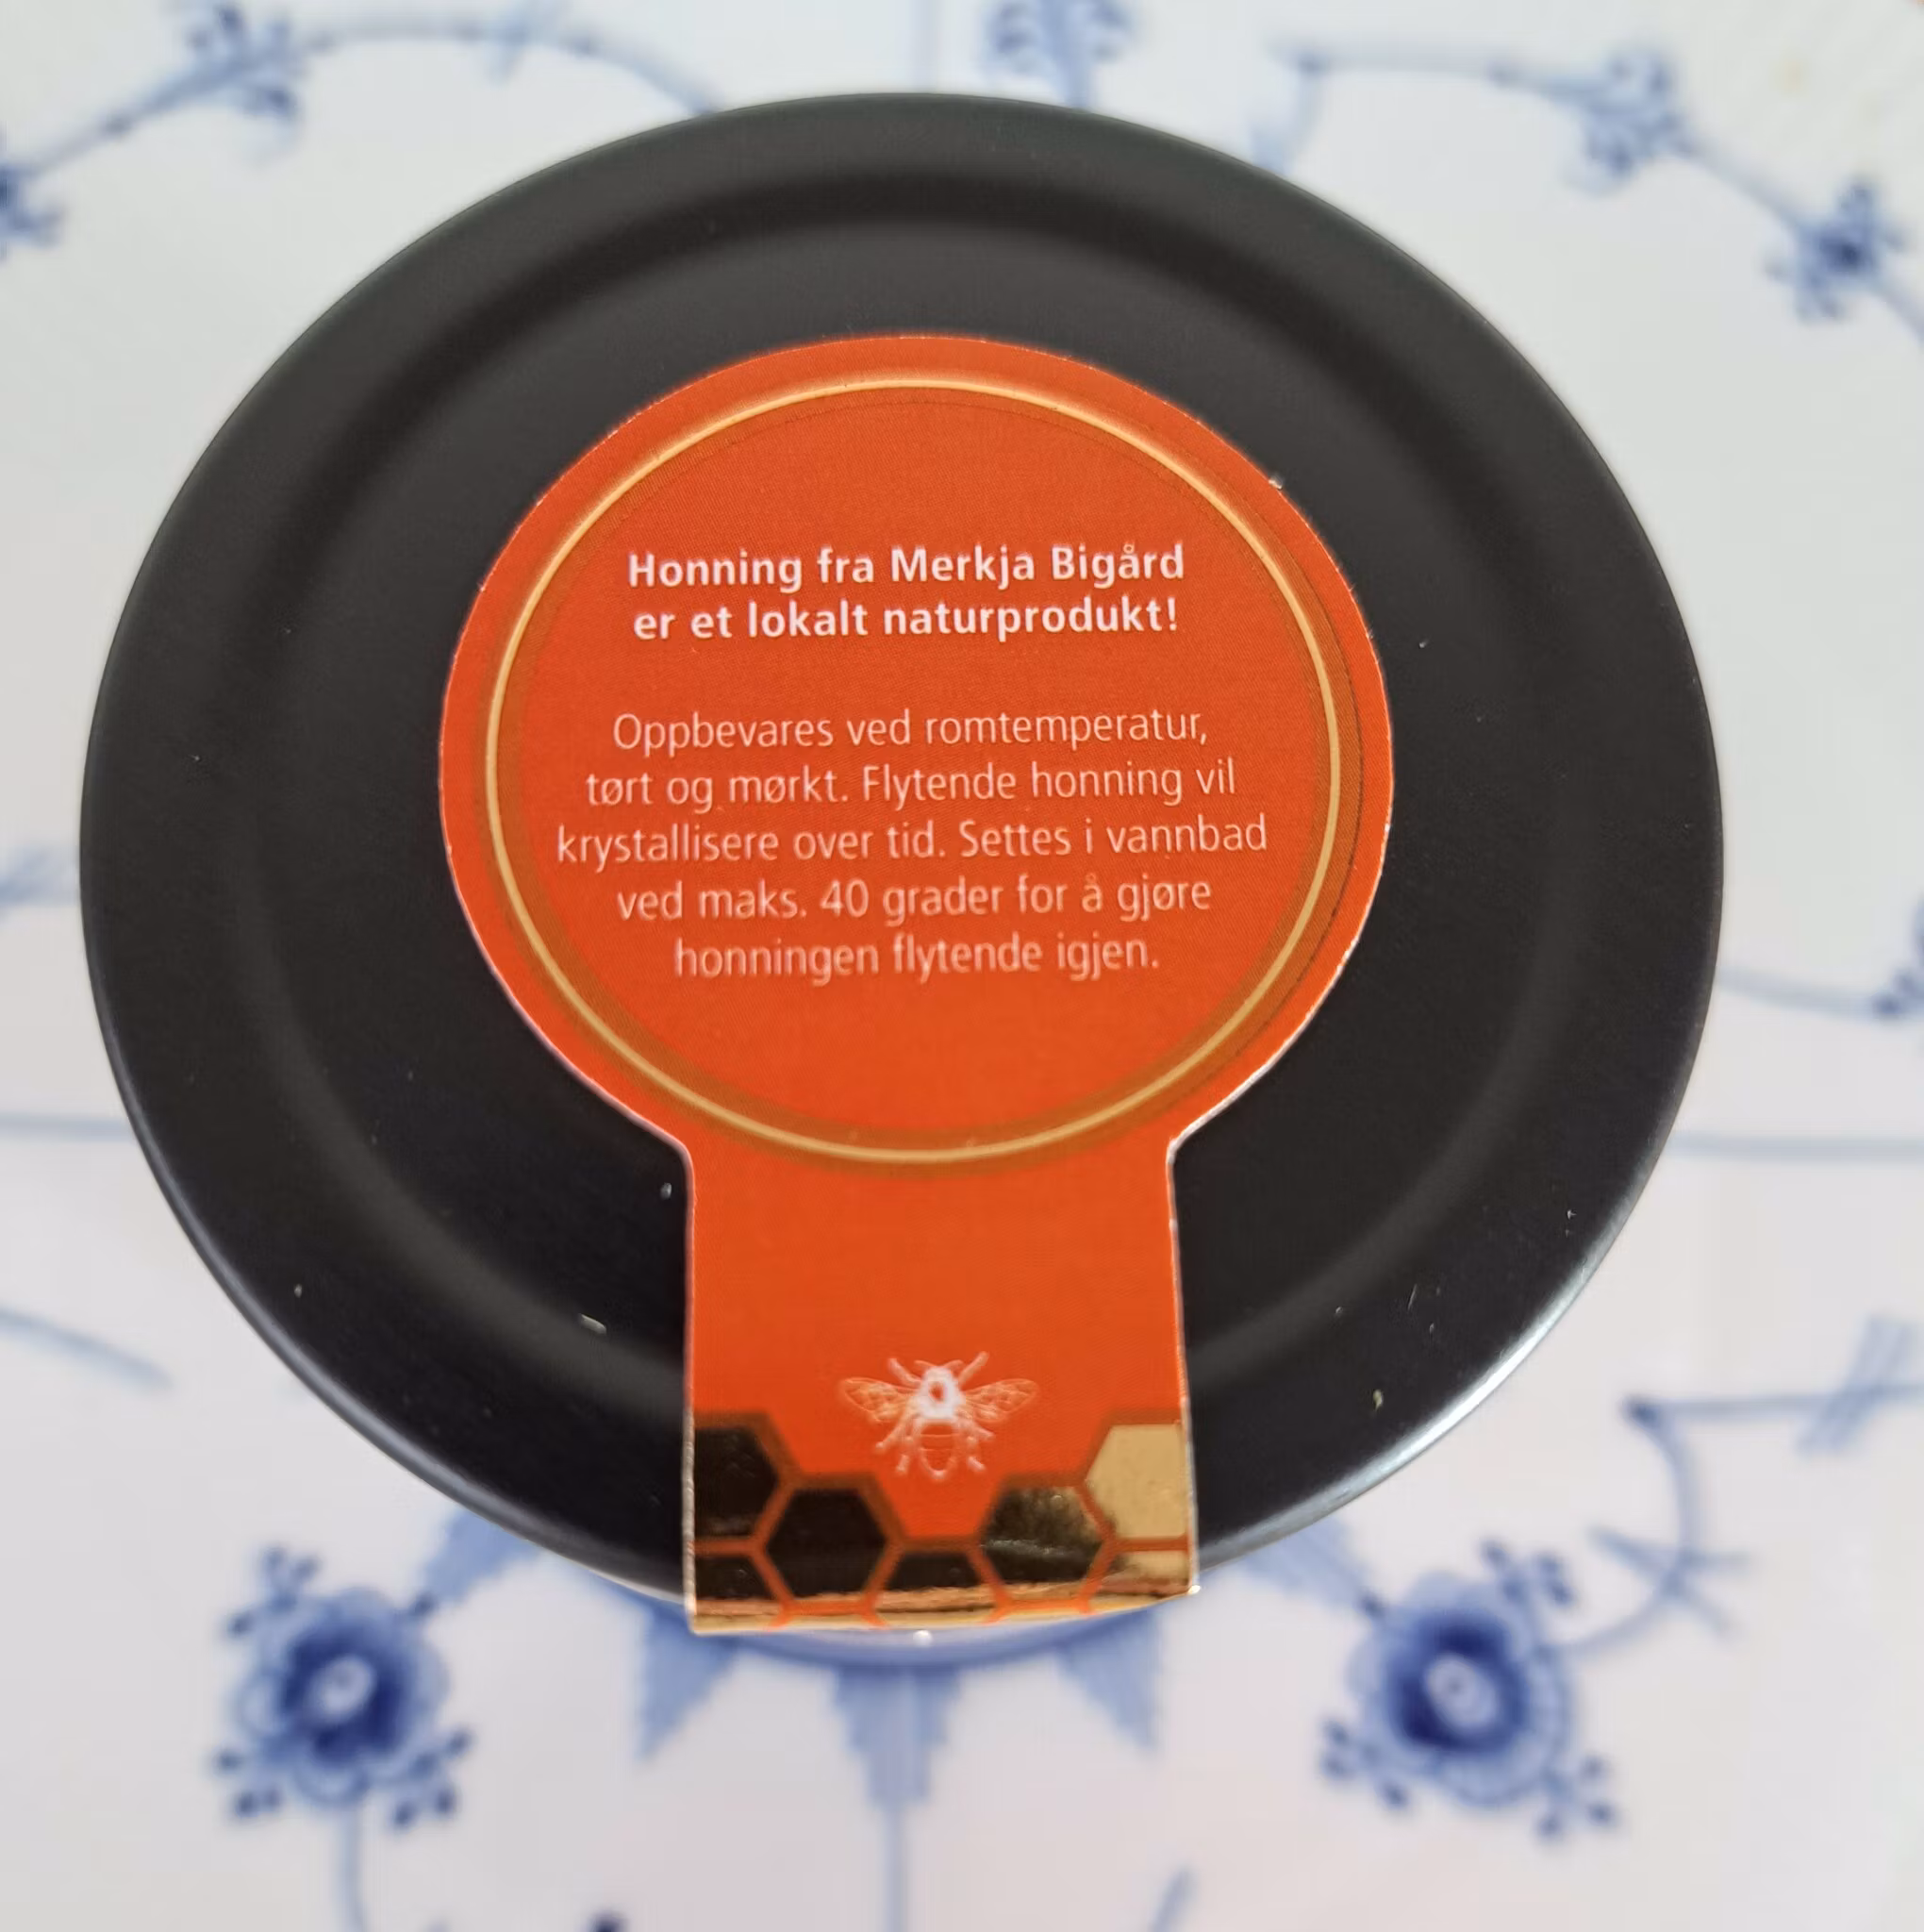 Honning fra Merkja Bigård
er et lokalt naturprodukt!
Oppbevares ved romtemperatur,
tørt og mørkt. Flytende honning vil
krystallisere over tid. Settes i vannbad
ved maks. 40 grader for å gjøre
honningen flytende igjen.